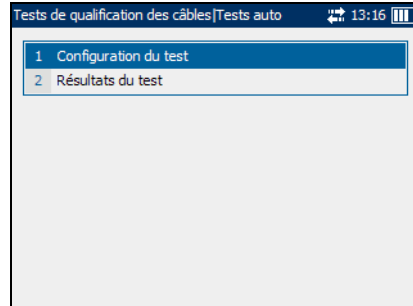 Tests de qualification des câbles|Tests auto 13:16
1 Configuration du test
2 Résultats du test